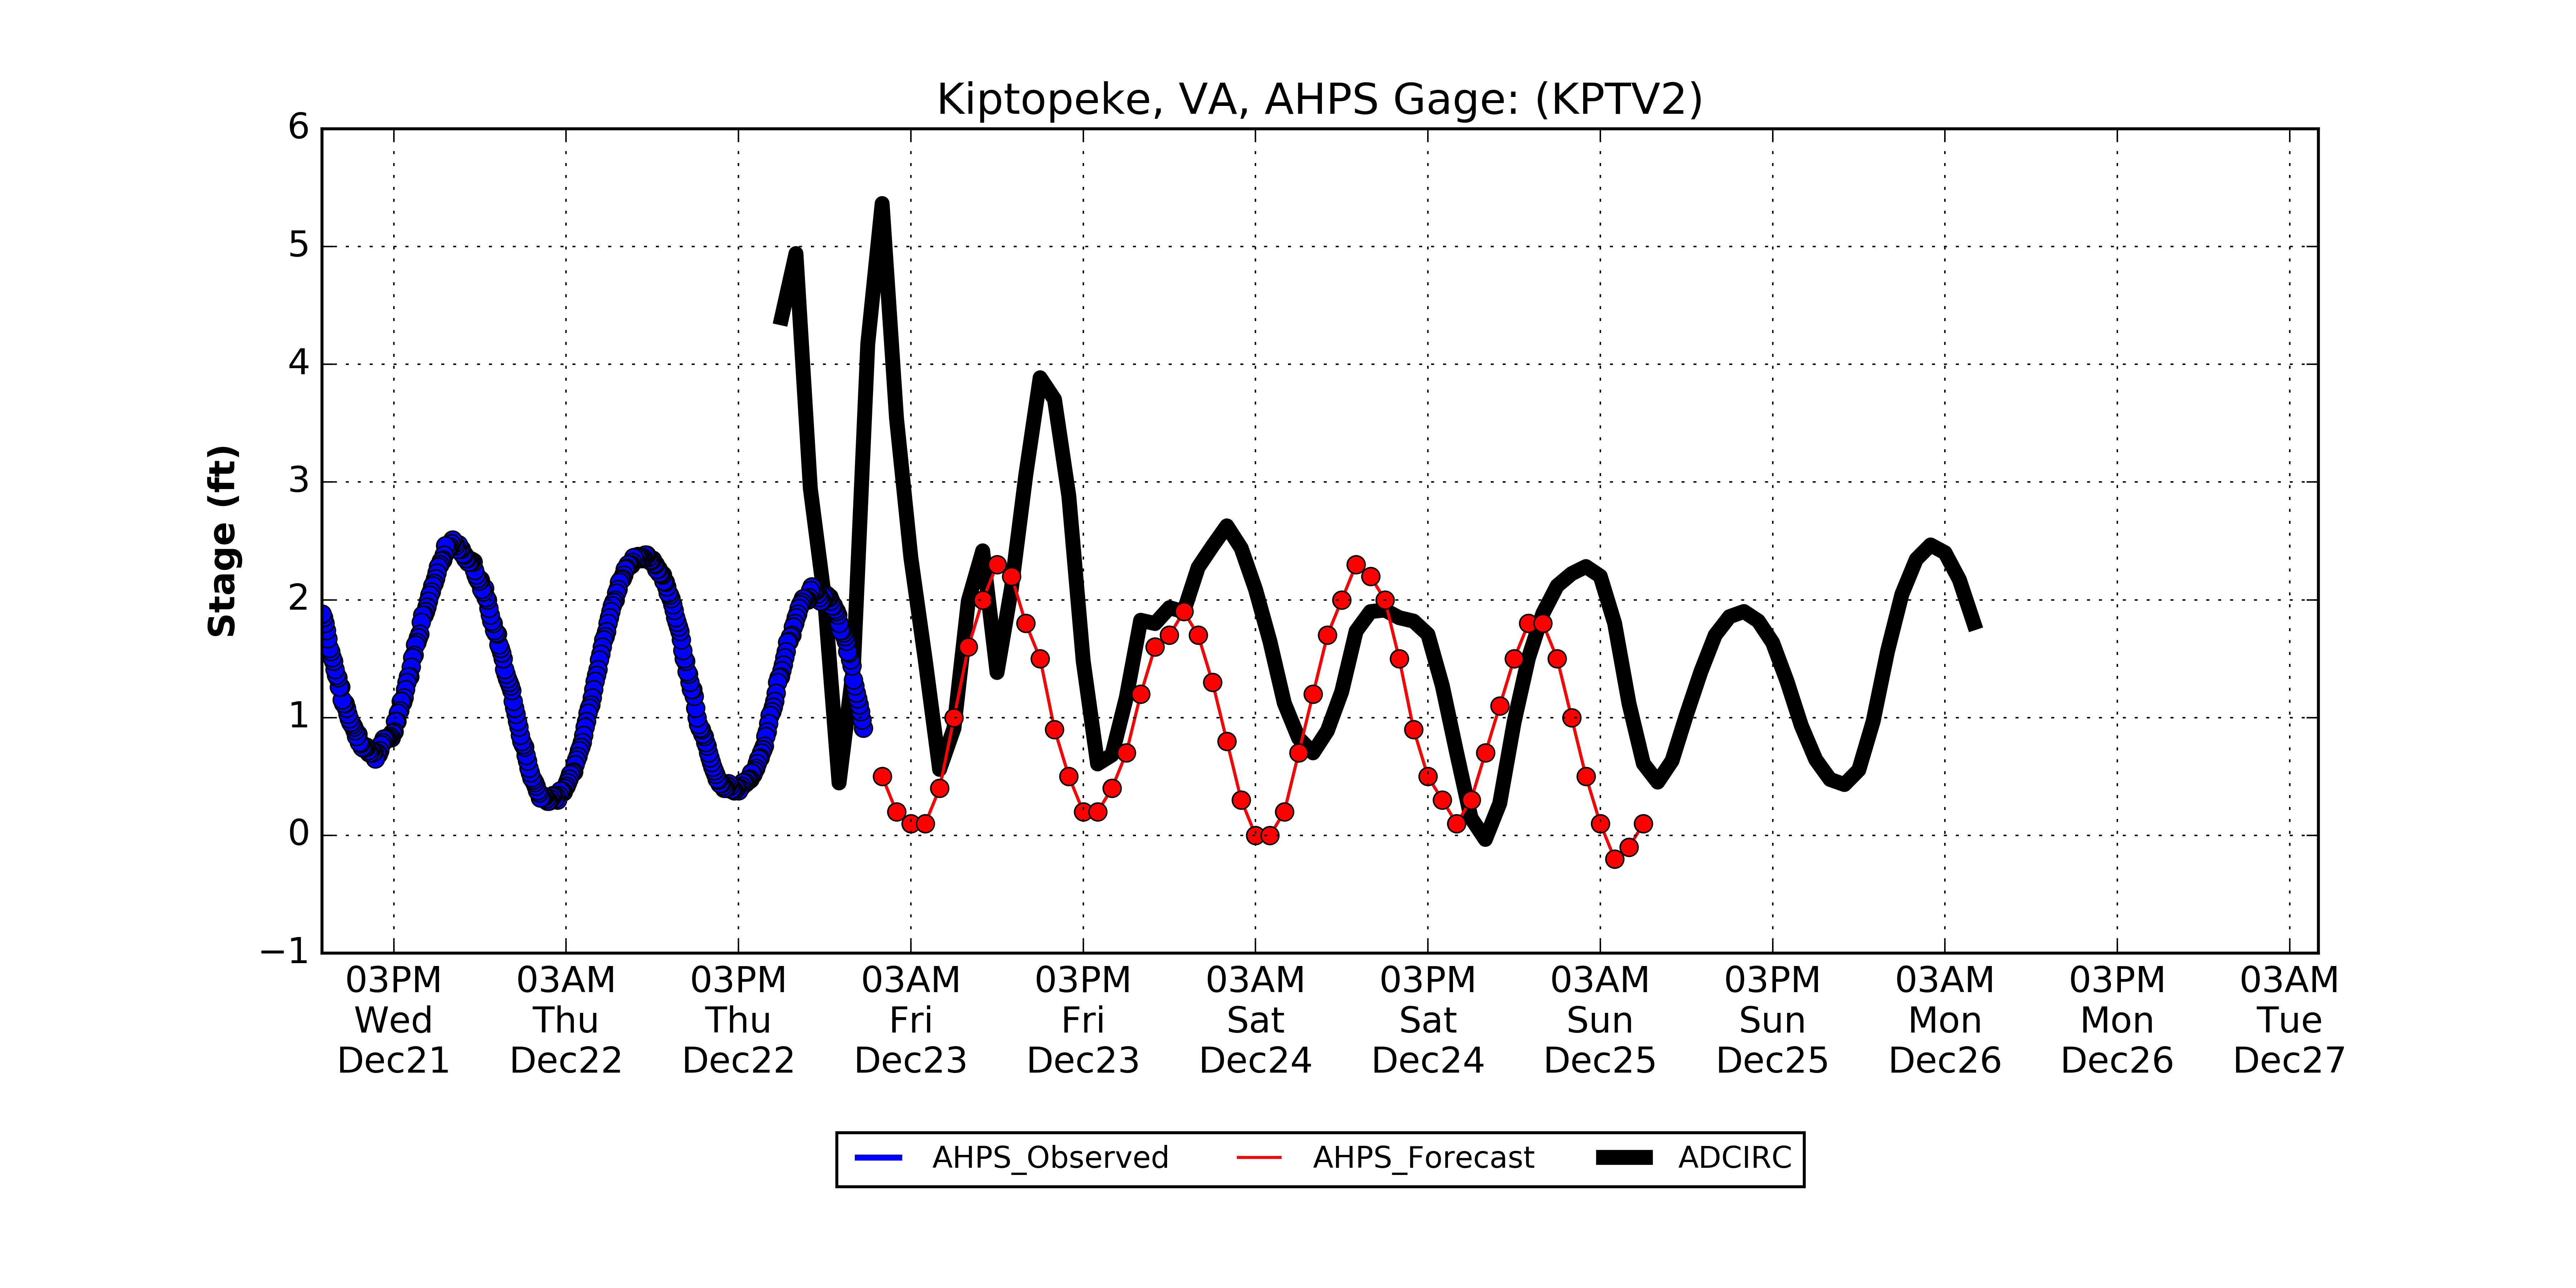 Kiptopeke, VA, AHPS Gage: (KPTV2)
6
5
4
3
2
1
0
−1
Stage (ft)
03PM 03AM 03PM 03AM 03PM 03AM 03PM 03AM 03PM 03AM 03PM 03AM
Wed Thu Thu Fri Fri Sat Sat Sun Sun Mon Mon Tue
Dec21 Dec22 Dec22 Dec23 Dec23 Dec24 Dec24 Dec25 Dec25 Dec26 Dec26 Dec27
AHPS_Observed AHPS_Forecast ADCIRC